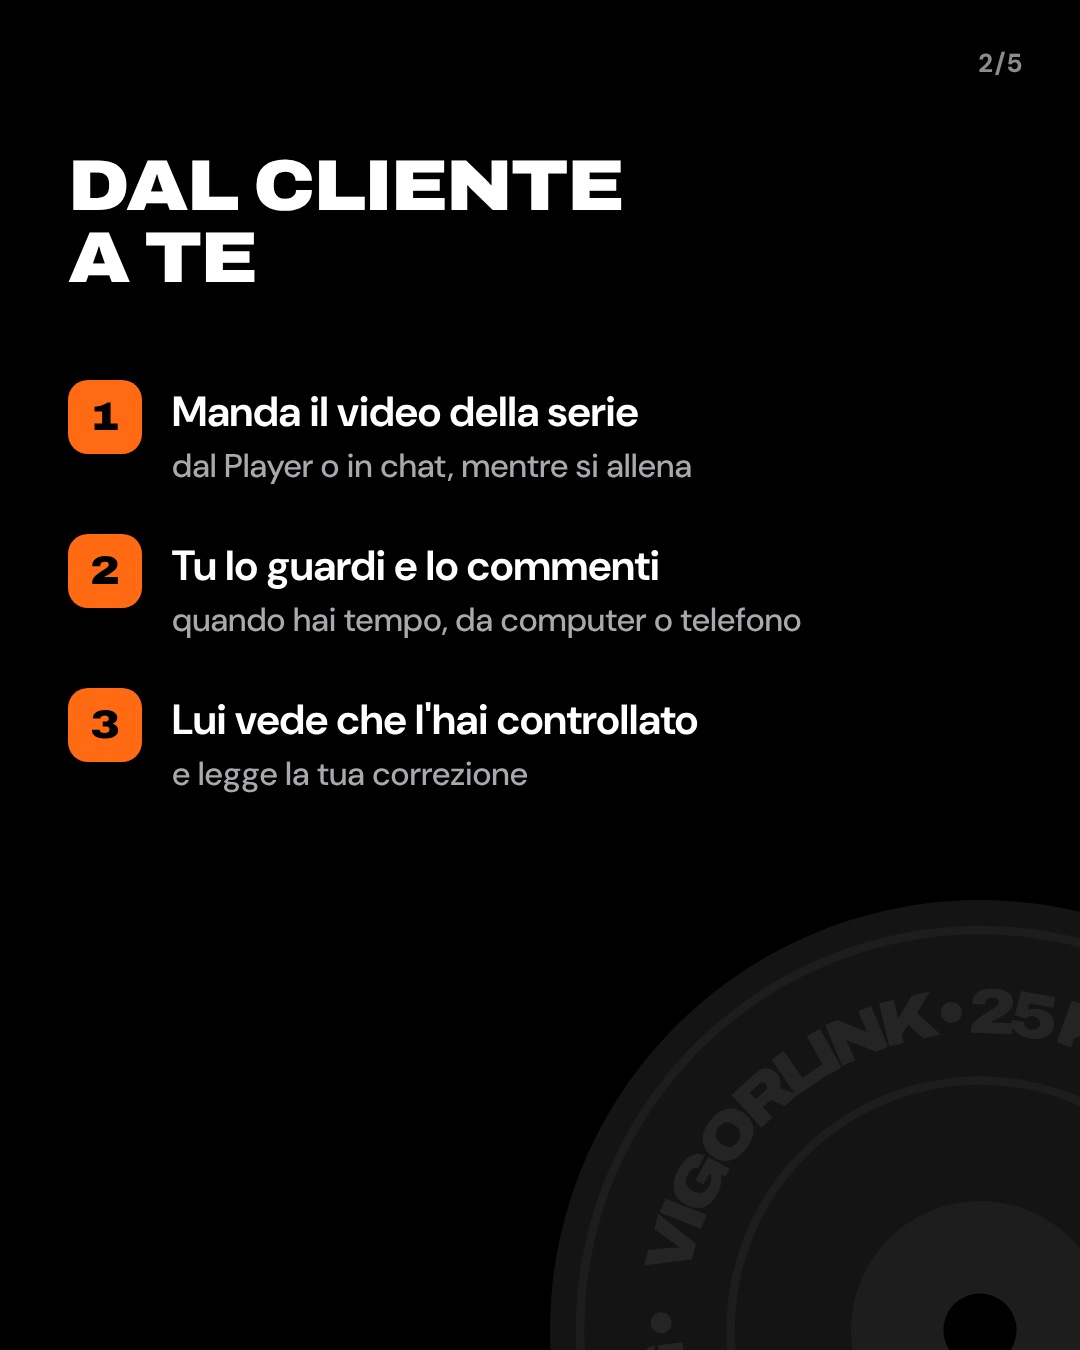 2/5
DAL CLIENTE
A TE
1
Manda il video della serie
dal Player o in chat, mentre si allena
2
Tu lo guardi e lo commenti
quando hai tempo, da computer o telefono
3
Lui vede che l'hai controllato
e legge la tua correzione
VIGORLINK • 25